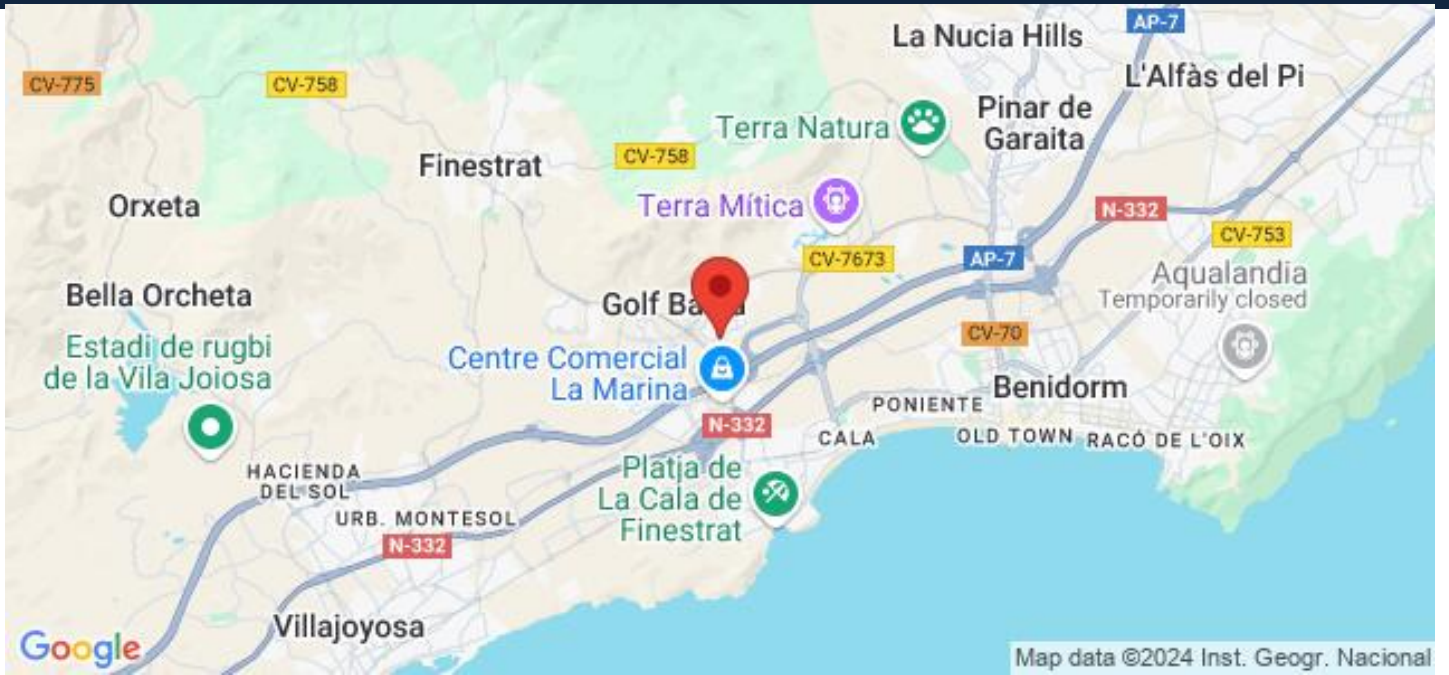 La Nucia Hills
AP-7
CV-775
CV-758
L'Alfàs del Pi
Terra Natura
Pinar de
Garaita
Finestrat
CV-758
Orxeta
Terra Mítica
N-332
CV-753
CV-7673
AP-7
Bella Orcheta
Golf Ba
Aqualandia
Temporarily closed
Estadi de rugbi
de la Vila Joiosa
Centre Comercial
La Marina
CV-70
Benidorm
PONIENTE
N-332
CALA
OLD TOWN
RACÓ DE L'OIX
HACIENDA
DEL SOL
Platja de
La Cala de
Finestrat
URB. MONTESOL
N-332
Villajoyosa
Google
Map data ©2024 Inst. Geogr. Nacional